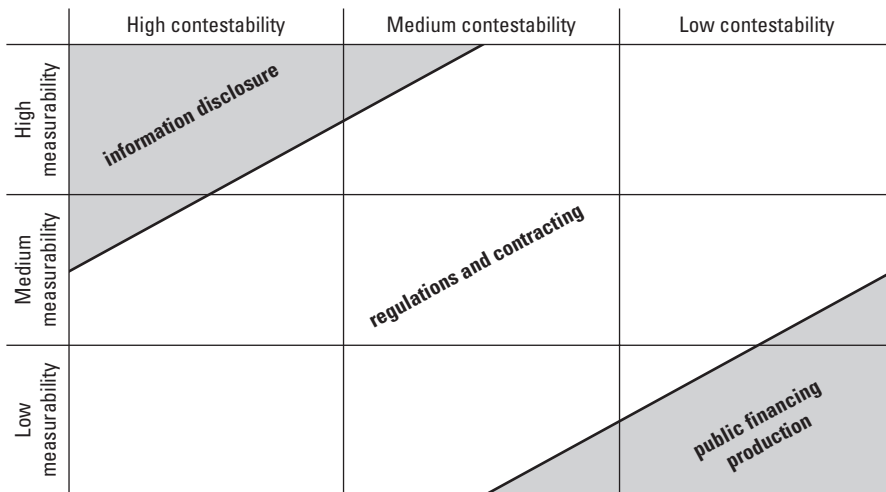 High contestability
Medium contestability
Low contestability
High
measurability
information disclosure
Medium
measurability
regulations and contracting
Low
measurability
public financing
production